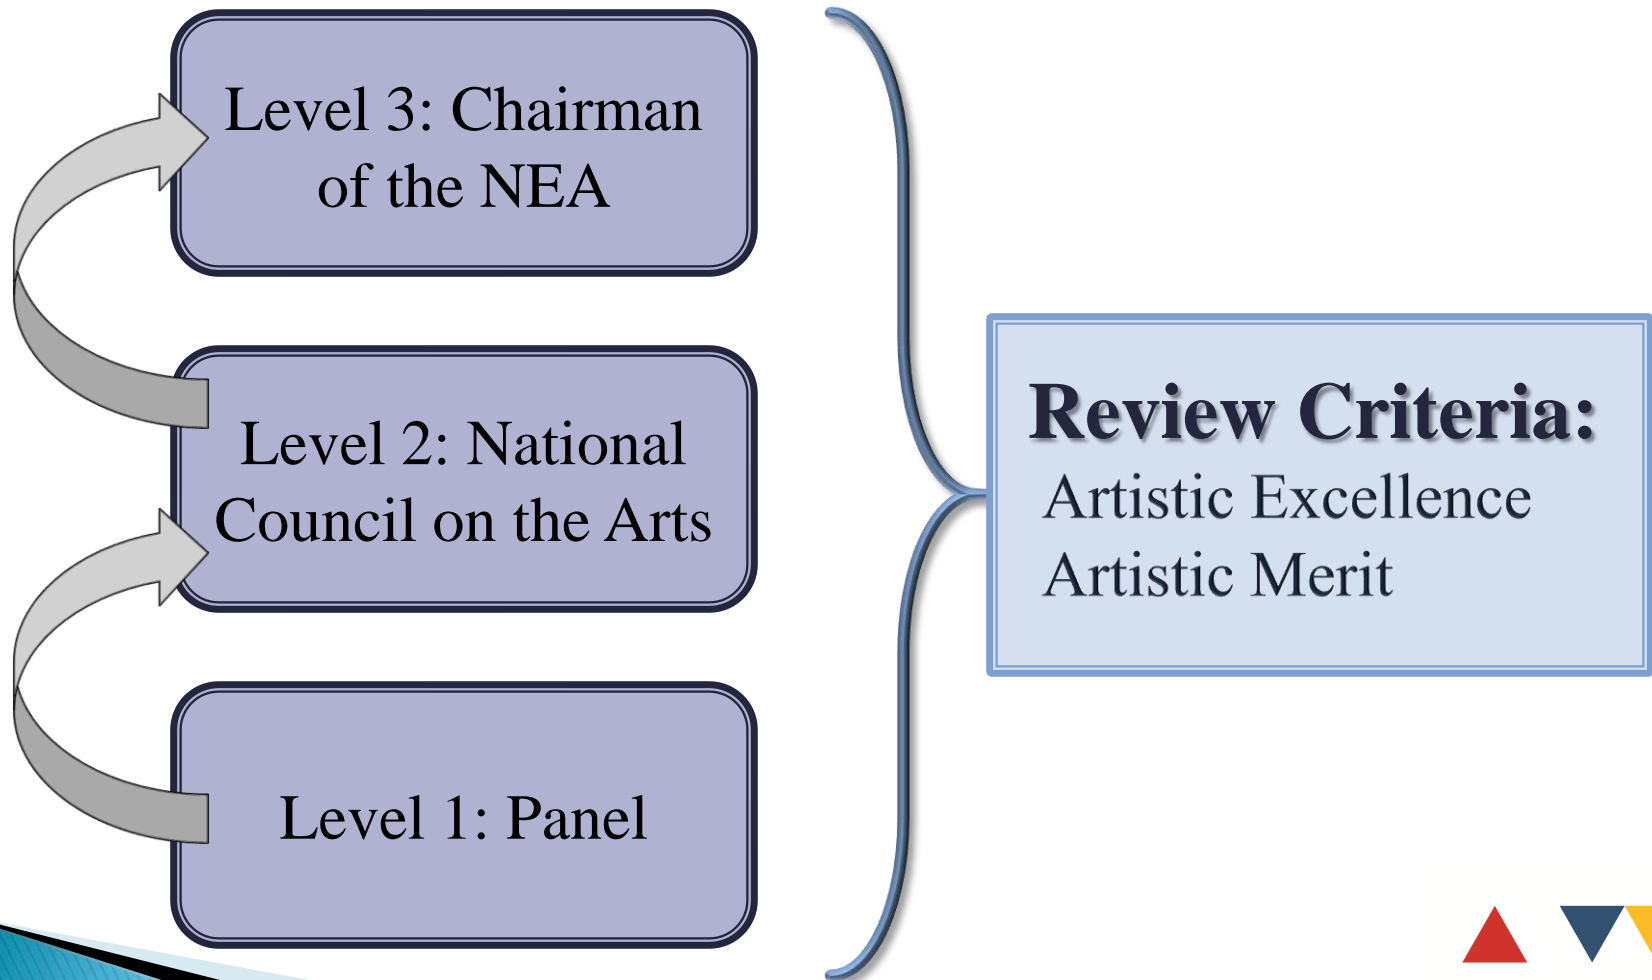 Level 3: Chairman
of the NEA
Level 2: National
Council on the Arts
Level 1: Panel
Review Criteria:
Artistic Excellence
Artistic Merit